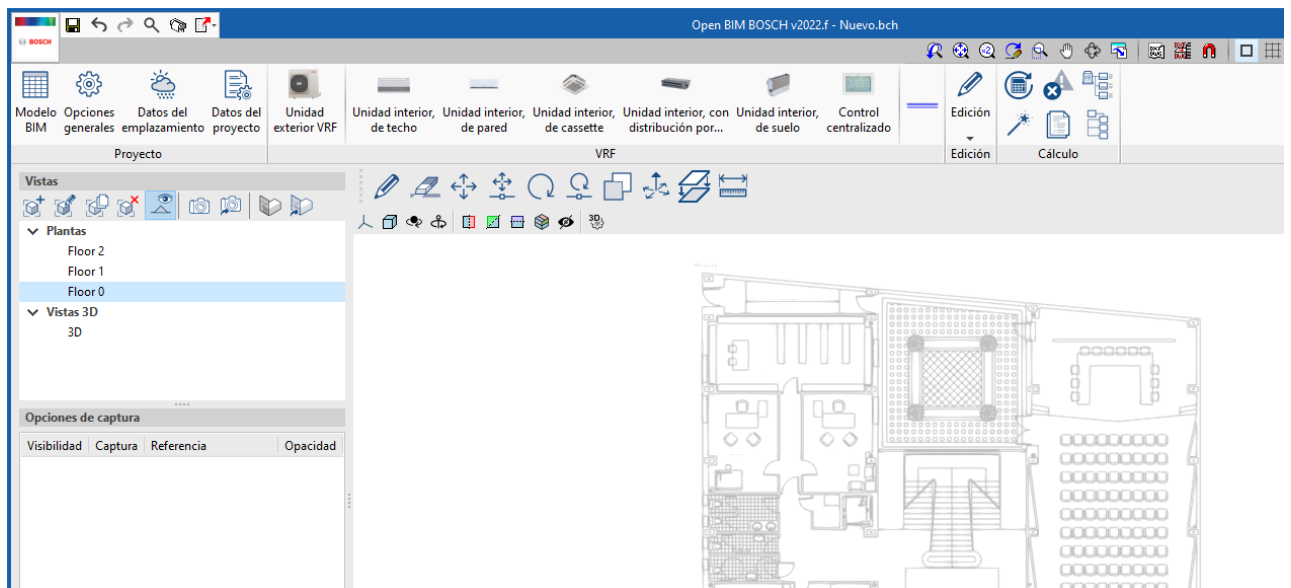 Open BIM BOSCH v2022.f - Nuevo.bch
BOSCH
Modelo BIM
Opciones generales
Datos del emplazamiento
Datos del proyecto
Unidad exterior VRF
Unidad interior, de techo
Unidad interior, de pared
Unidad interior, de cassette
Unidad interior, con distribución por...
Unidad interior, de suelo
Control centralizado
Edición
Proyecto
VRF
Edición
Cálculo
Vistas
Plantas
Floor 2
Floor 1
Floor 0
Vistas 3D
3D
Opciones de captura
Visibilidad Captura Referencia Opacidad